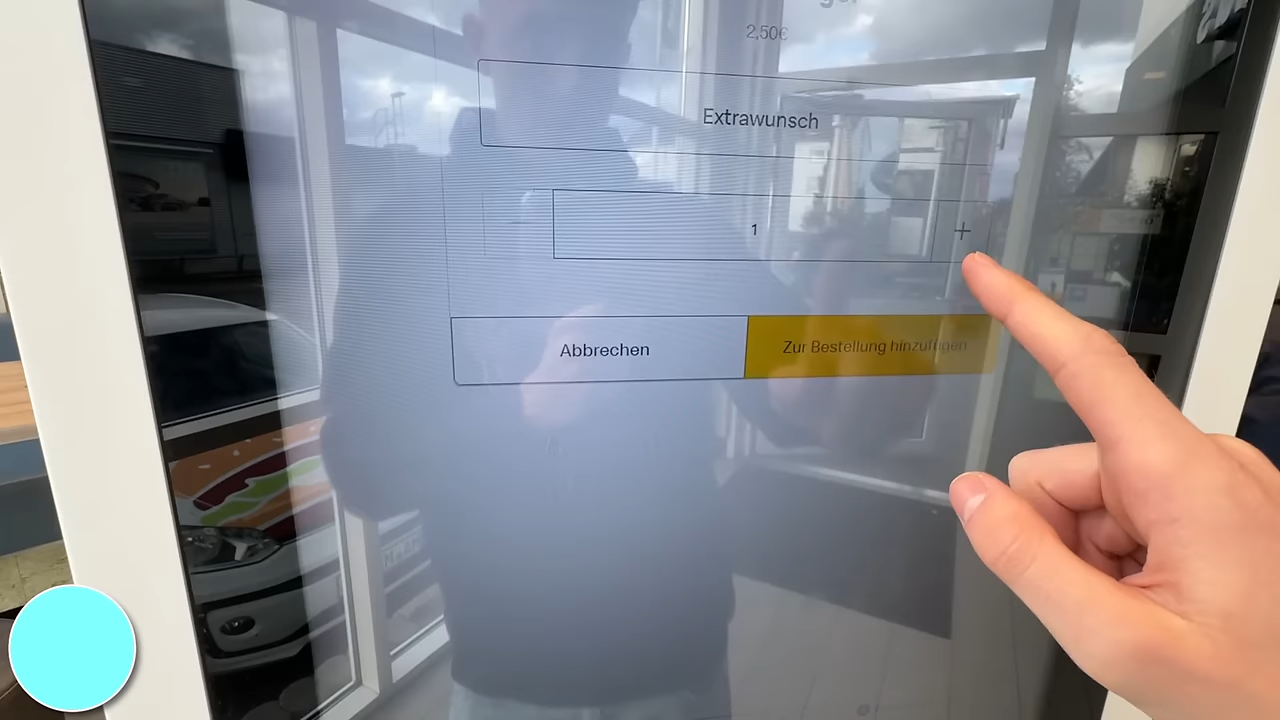 2,50€
Extrawunsch
1
+
Abbrechen
Zur Bestellung hinzufügen